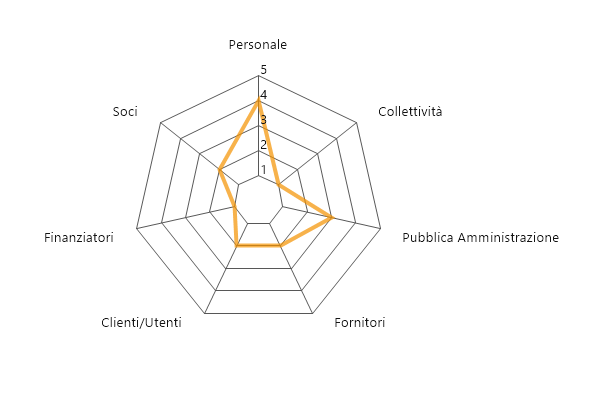 Personale
5
4
3
2
1
Soci
Collettività
Finanziatori
Pubblica Amministrazione
Clienti/Utenti
Fornitori